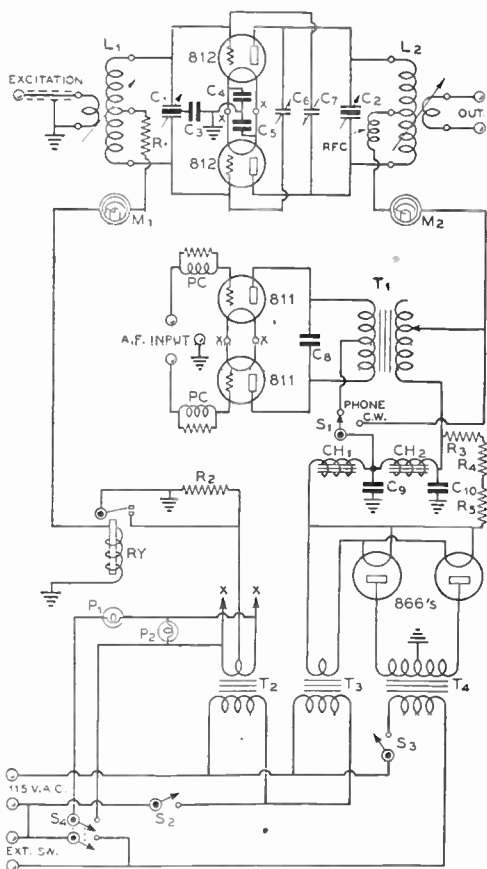 L1
L2
812
EXCITATION
C1
C4
C3
C5
C6
C7
C2
X
X
R1
812
RFC
OUT.
M1
M2
PC
811
T1
A.F. INPUT
X
X
C8
811
PC
PHONE
C.W.
S1
CH1
CH2
R3
R4
R5
C9
C10
R2
RY
866's
X
X
P1
P2
T2
T3
T4
S3
115 V.A.C.
S2
S4
EXT. SW.